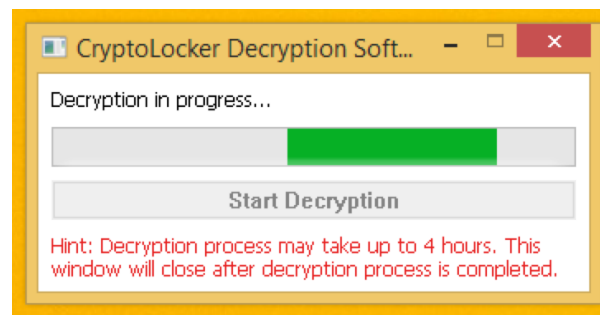 CryptoLocker Decryption Soft...
Decryption in progress...
Start Decryption
Hint: Decryption process may take up to 4 hours. This
window will close after decryption process is completed.